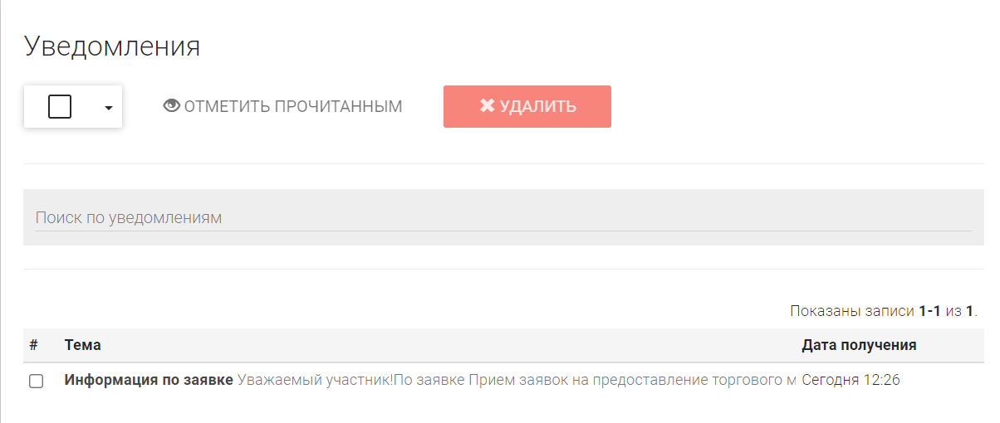 Уведомления
ОТМЕТИТЬ ПРОЧИТАННЫМ УДАЛИТЬ
Поиск по уведомлениям
Показаны записи 1-1 из 1.
# Тема Дата получения
Информация по заявке Уважаемый участник!По заявке Прием заявок на предоставление торгового м Сегодня 12:26